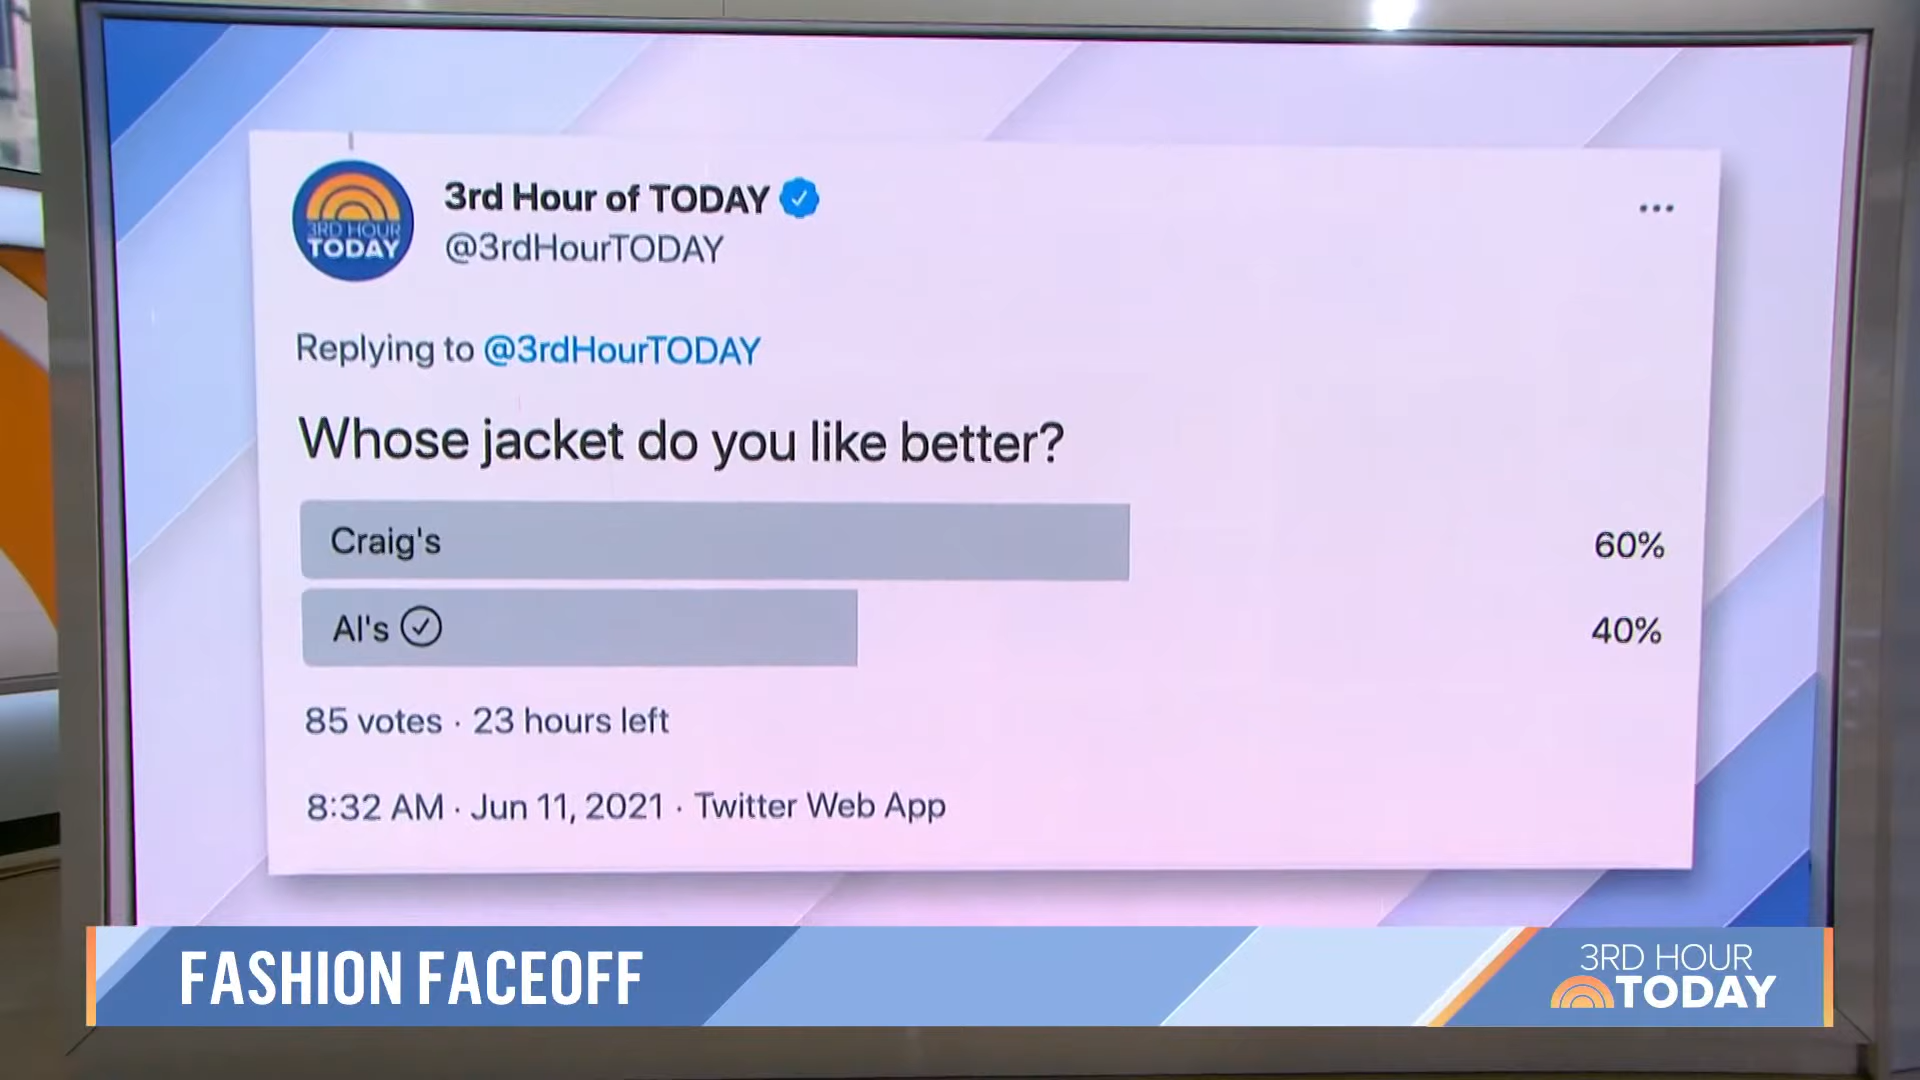 3RD HOUR
TODAY
3rd Hour of TODAY
@3rdHourTODAY
Replying to @3rdHourTODAY
Whose jacket do you like better?
Craig's 60%
Al's 40%
85 votes · 23 hours left
8:32 AM · Jun 11, 2021 · Twitter Web App
FASHION FACEOFF
3RD HOUR
TODAY